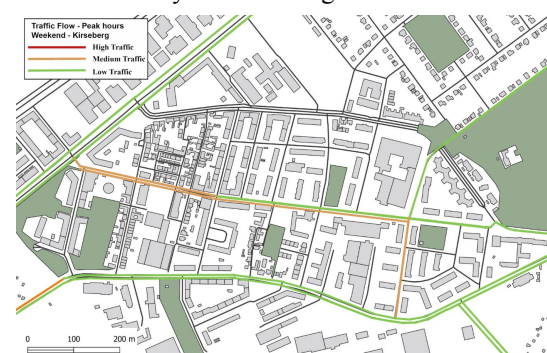 Traffic Flow - Peak hours
Weekend - Kirseberg
High Traffic
Medium Traffic
Low Traffic
0 100 200 m